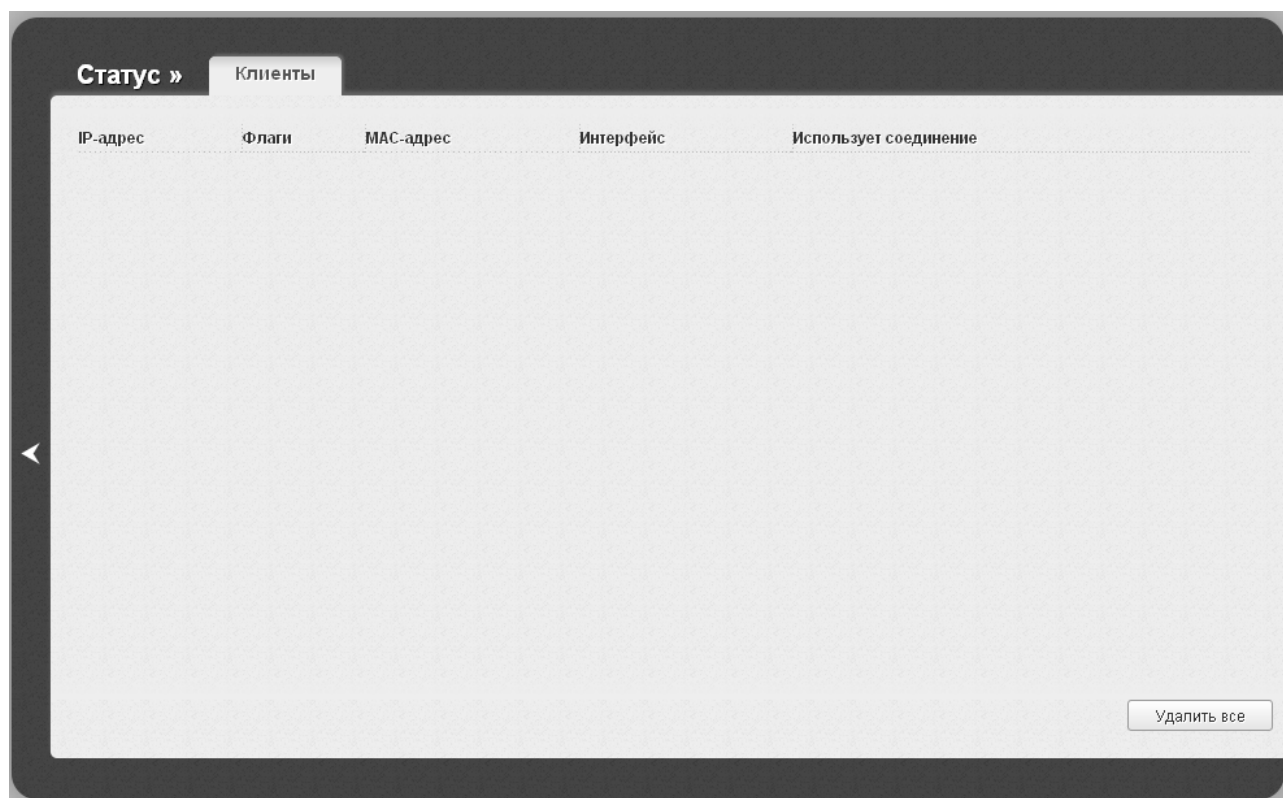 Статус » Клиенты
IP-адрес Флаги MAC-адрес Интерфейс Использует соединение
Удалить все